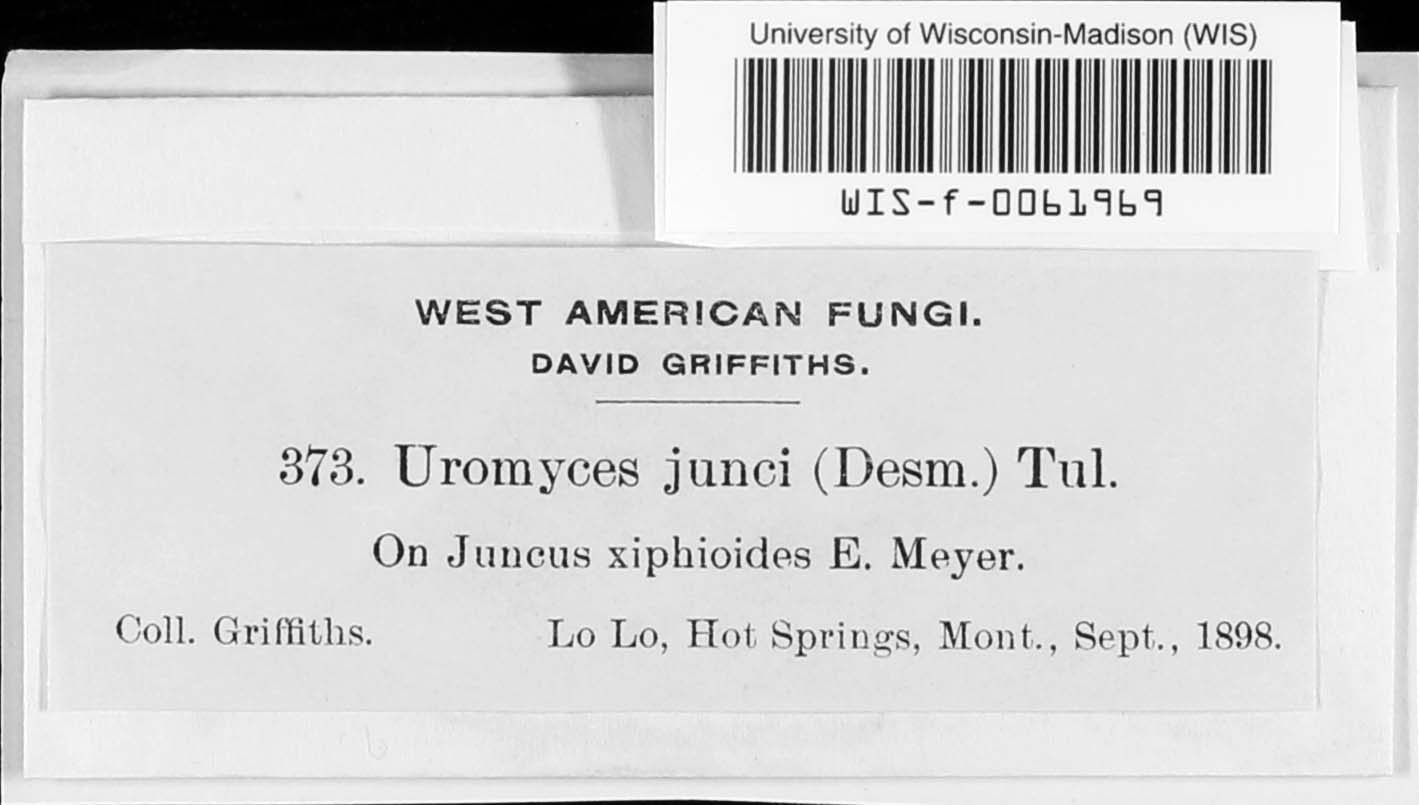 University of Wisconsin-Madison (WIS)
WIS-f-0061969
WEST AMERICAN FUNGI.
DAVID GRIFFITHS.
373. Uromyces junci (Desm.) Tul.
On Juncus xiphioides E. Meyer.
Coll. Griffiths. Lo Lo, Hot Springs, Mont., Sept., 1898.